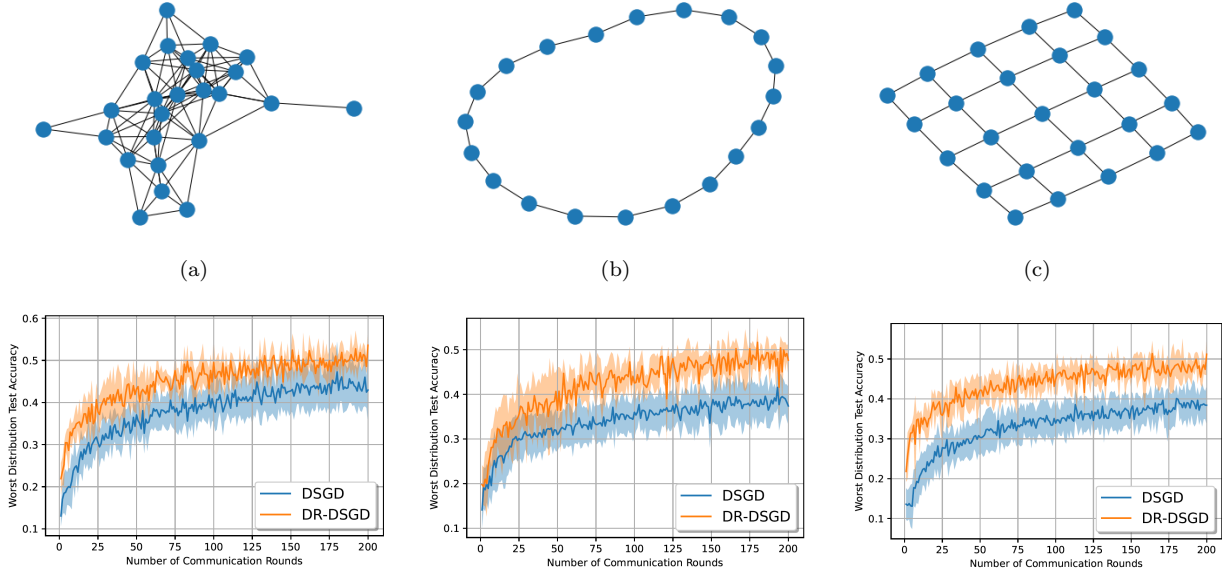 (a)
(b)
(c)
Worst Distribution Test Accuracy
0.6
0.5
0.4
0.3
0.2
0.1
0 25 50 75 100 125 150 175 200
Number of Communication Rounds
DSGD
DR-DSGD
Worst Distribution Test Accuracy
0.5
0.4
0.3
0.2
0.1
0 25 50 75 100 125 150 175 200
Number of Communication Rounds
DSGD
DR-DSGD
Worst Distribution Test Accuracy
0.5
0.4
0.3
0.2
0.1
0 25 50 75 100 125 150 175 200
Number of Communication Rounds
DSGD
DR-DSGD